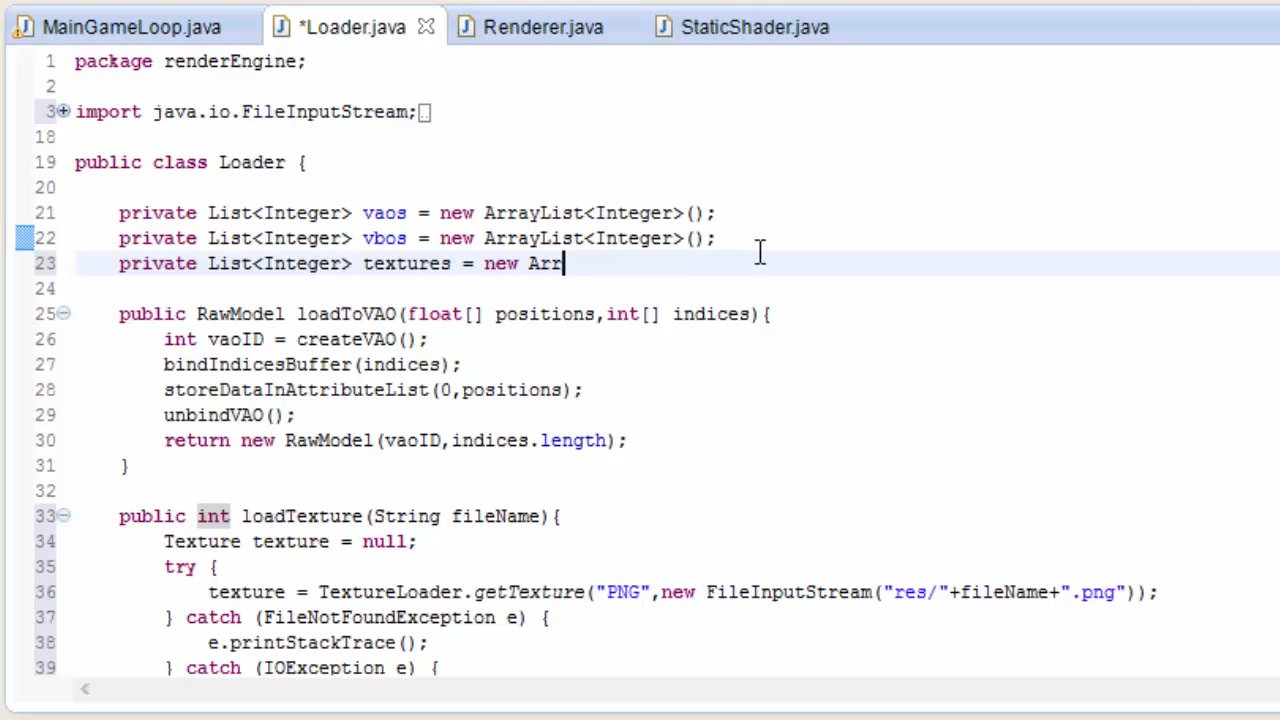 MainGameLoop.java *Loader.java Renderer.java StaticShader.java
1 package renderEngine;
2
3 import java.io.FileInputStream;
18
19 public class Loader {
20
21 private List<Integer> vaos = new ArrayList<Integer>();
22 private List<Integer> vbos = new ArrayList<Integer>();
23 private List<Integer> textures = new Arr
24
25 public RawModel loadToVAO(float[] positions,int[] indices){
26 int vaoID = createVAO();
27 bindIndicesBuffer(indices);
28 storeDataInAttributeList(0,positions);
29 unbindVAO();
30 return new RawModel(vaoID,indices.length);
31 }
32
33 public int loadTexture(String fileName){
34 Texture texture = null;
35 try {
36 texture = TextureLoader.getTexture("PNG",new FileInputStream("res/"+fileName+".png"));
37 } catch (FileNotFoundException e) {
38 e.printStackTrace();
39 } catch (IOException e) {